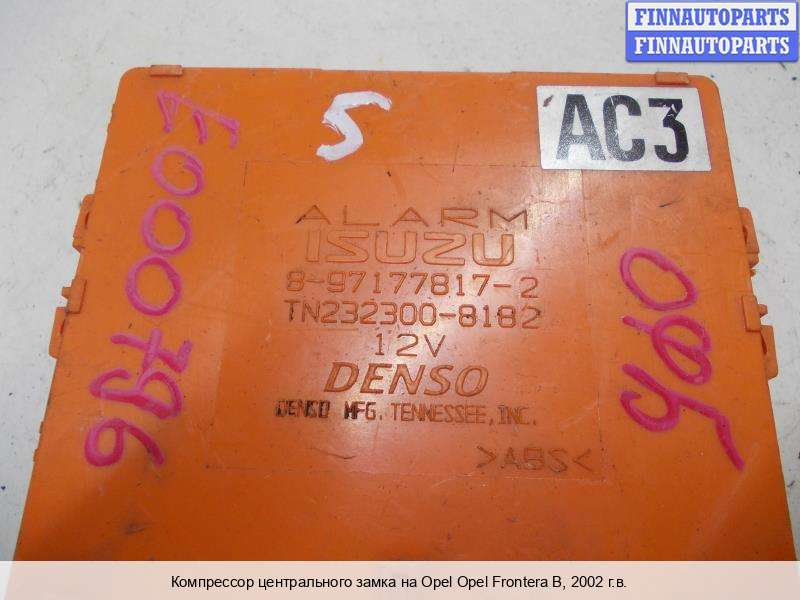 FINNAUTOPARTS
FINNAUTOPARTS
5
AC3
ALARM
ISUZU
8-97177817-2
TN232300-8182
12V
DENSO
DENSO MFG. TENNESSEE, INC.
>ABS<
Компрессор центрального замка на Opel Opel Frontera B, 2002 г.в.